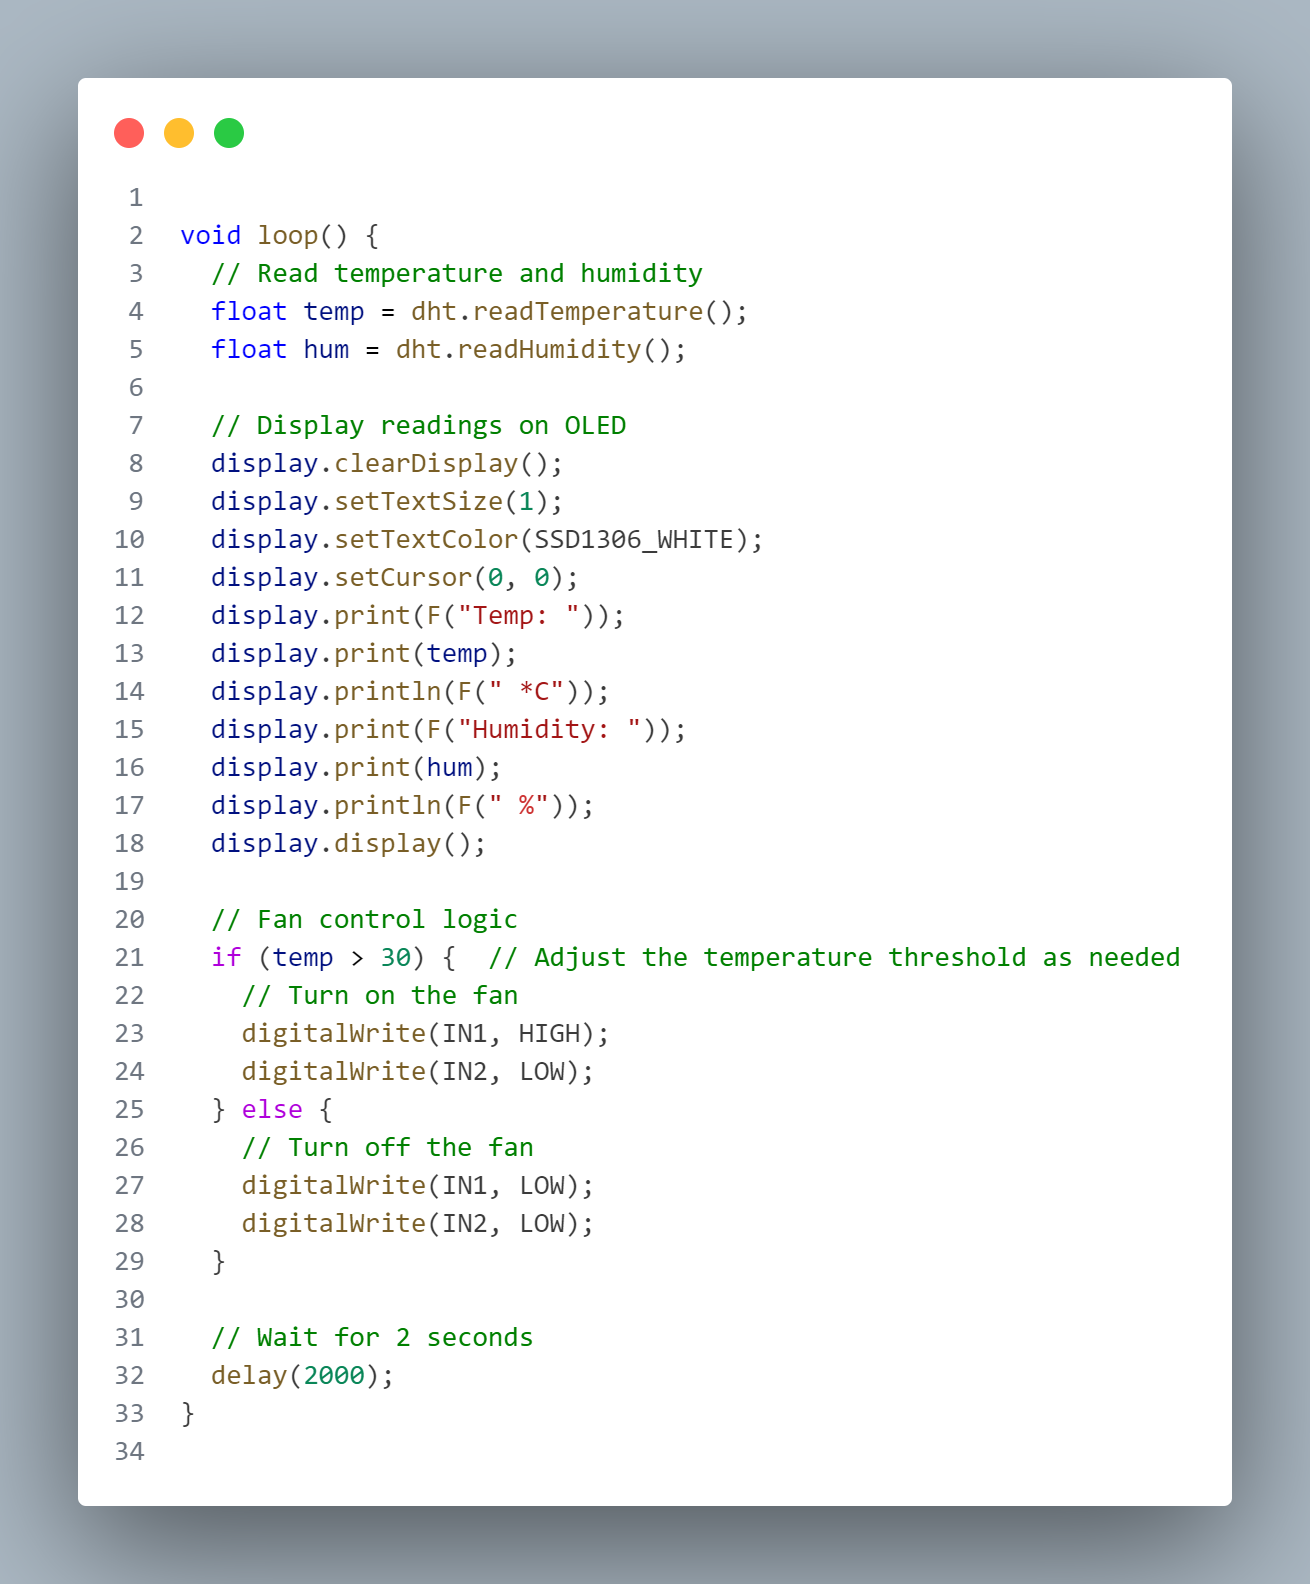 1
2 void loop() {
3   // Read temperature and humidity
4   float temp = dht.readTemperature();
5   float hum = dht.readHumidity();
6
7   // Display readings on OLED
8   display.clearDisplay();
9   display.setTextSize(1);
10   display.setTextColor(SSD1306_WHITE);
11   display.setCursor(0, 0);
12   display.print(F("Temp: "));
13   display.print(temp);
14   display.println(F(" *C"));
15   display.print(F("Humidity: "));
16   display.print(hum);
17   display.println(F(" %"));
18   display.display();
19
20   // Fan control logic
21   if (temp > 30) {  // Adjust the temperature threshold as needed
22     // Turn on the fan
23     digitalWrite(IN1, HIGH);
24     digitalWrite(IN2, LOW);
25   } else {
26     // Turn off the fan
27     digitalWrite(IN1, LOW);
28     digitalWrite(IN2, LOW);
29   }
30
31   // Wait for 2 seconds
32   delay(2000);
33 }
34